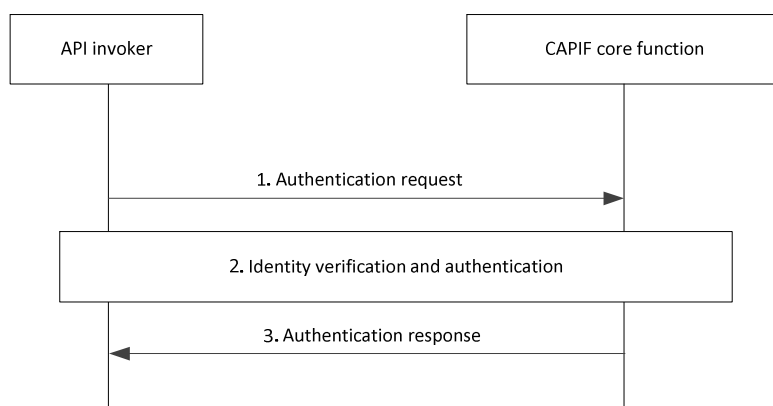 API invoker
CAPIF core function
1. Authentication request
2. Identity verification and authentication
3. Authentication response